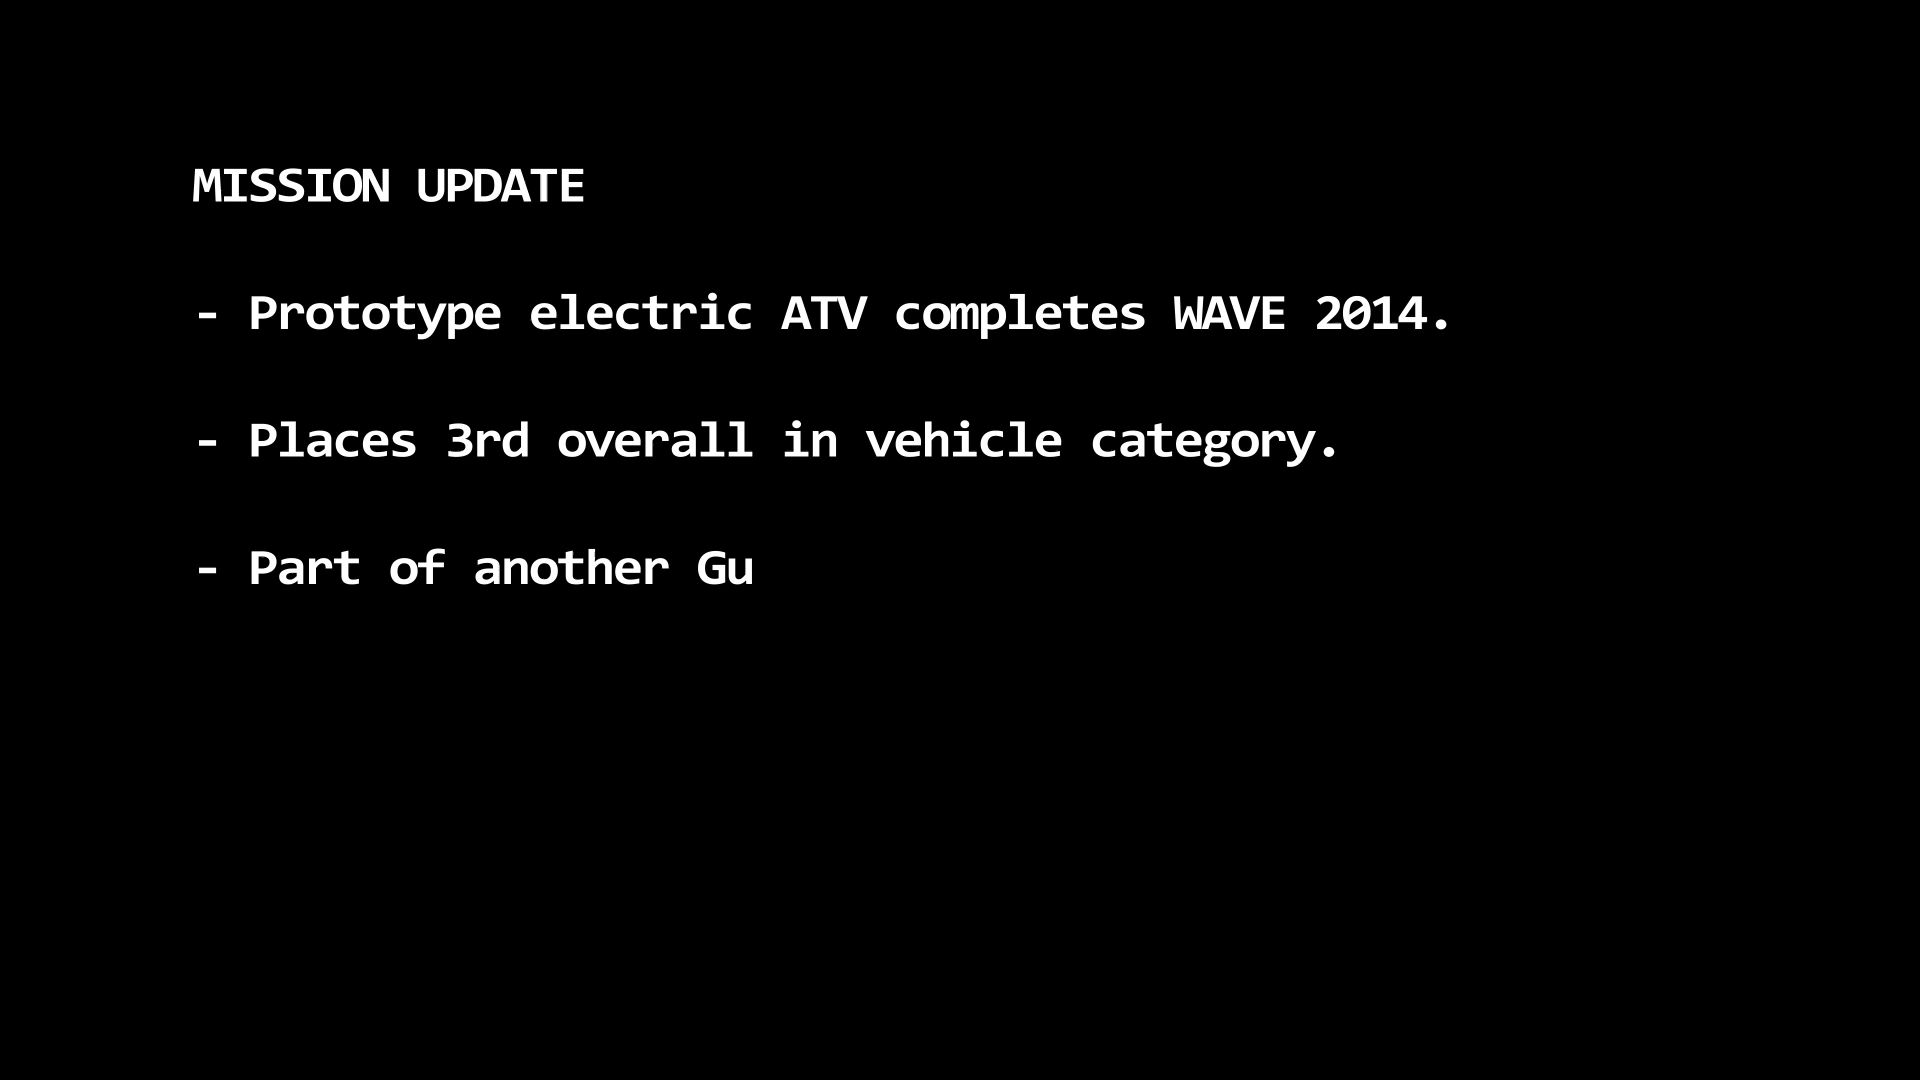 MISSION UPDATE
- Prototype electric ATV completes WAVE 2014.
- Places 3rd overall in vehicle category.
- Part of another Gu